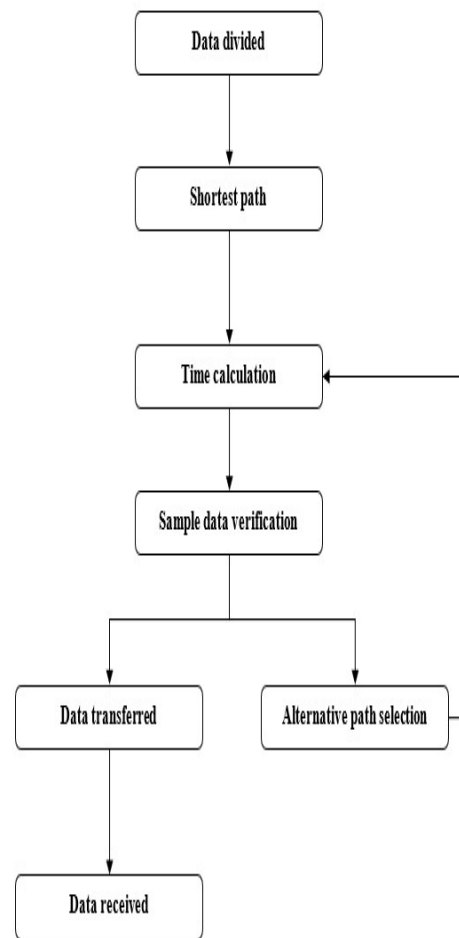 Data divided
Shortest path
Time calculation
Sample data verification
Data transferred
Alternative path selection
Data received